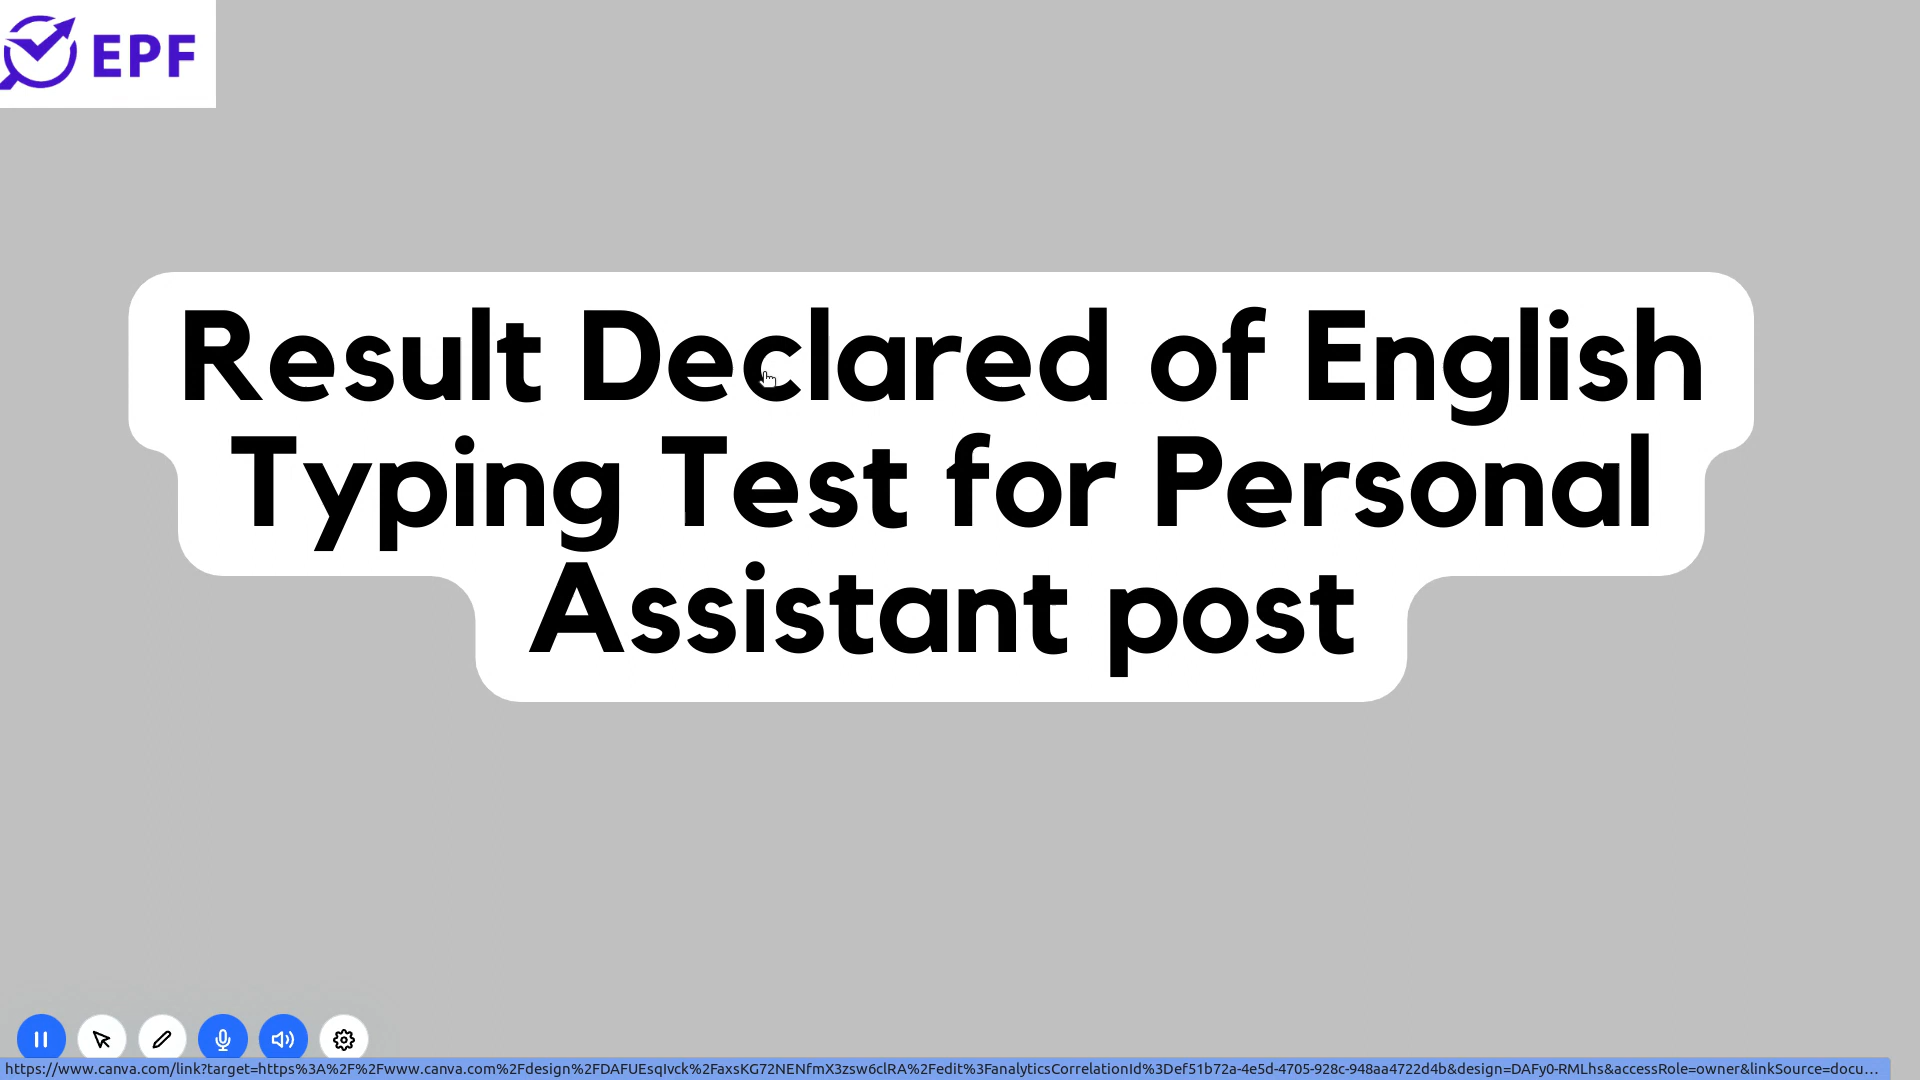 EPF
Result Declared of English
Typing Test for Personal
Assistant post
https://www.canva.com/link?target=https%3A%2F%2Fwww.canva.com%2Fdesign%2FDAFUEsqIvck%2FaxsKG72NENfmX3zsw6clRA%2Fedit%3FanalyticsCorrelationId%3Def51b72a-4e5d-4705-928c-948aa4722d4b&design=DAFy0-RMLhs&accessRole=owner&linkSource=docu...